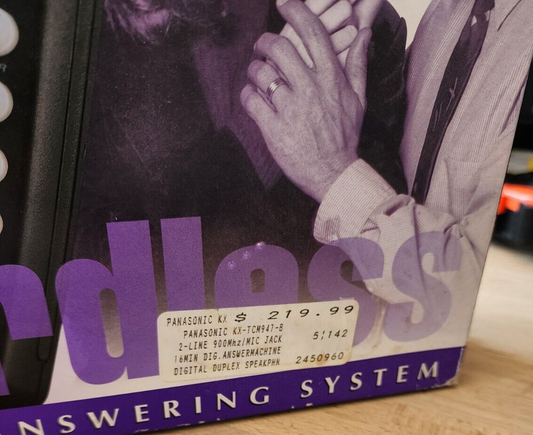 rdless
PANASONIC KX $ 219.99
PANASONIC KX-TCM947-B
2-LINE 900Mhz/MIC JACK 5/142
16MIN DIG.ANSWERMACHINE
DIGITAL DUPLEX SPEAKPHN 2450960
NSWERING SYSTEM